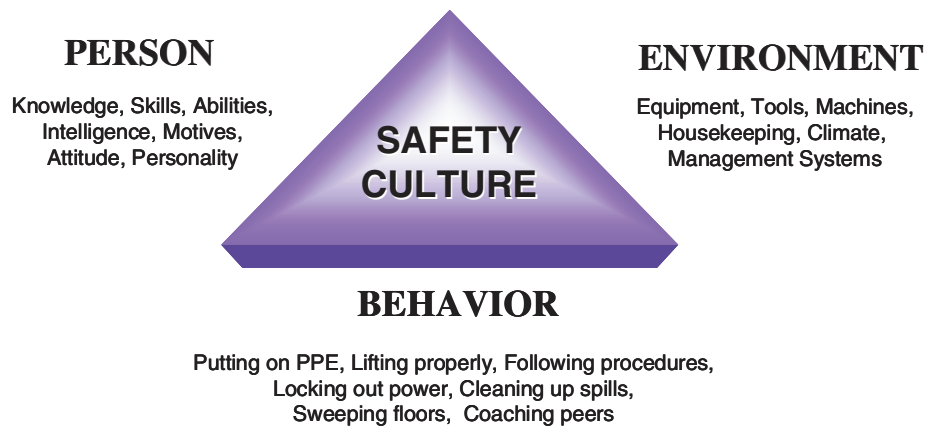 PERSON
Knowledge, Skills, Abilities,
Intelligence, Motives,
Attitude, Personality
ENVIRONMENT
Equipment, Tools, Machines,
Housekeeping, Climate,
Management Systems
SAFETY
CULTURE
BEHAVIOR
Putting on PPE, Lifting properly, Following procedures,
Locking out power, Cleaning up spills,
Sweeping floors, Coaching peers